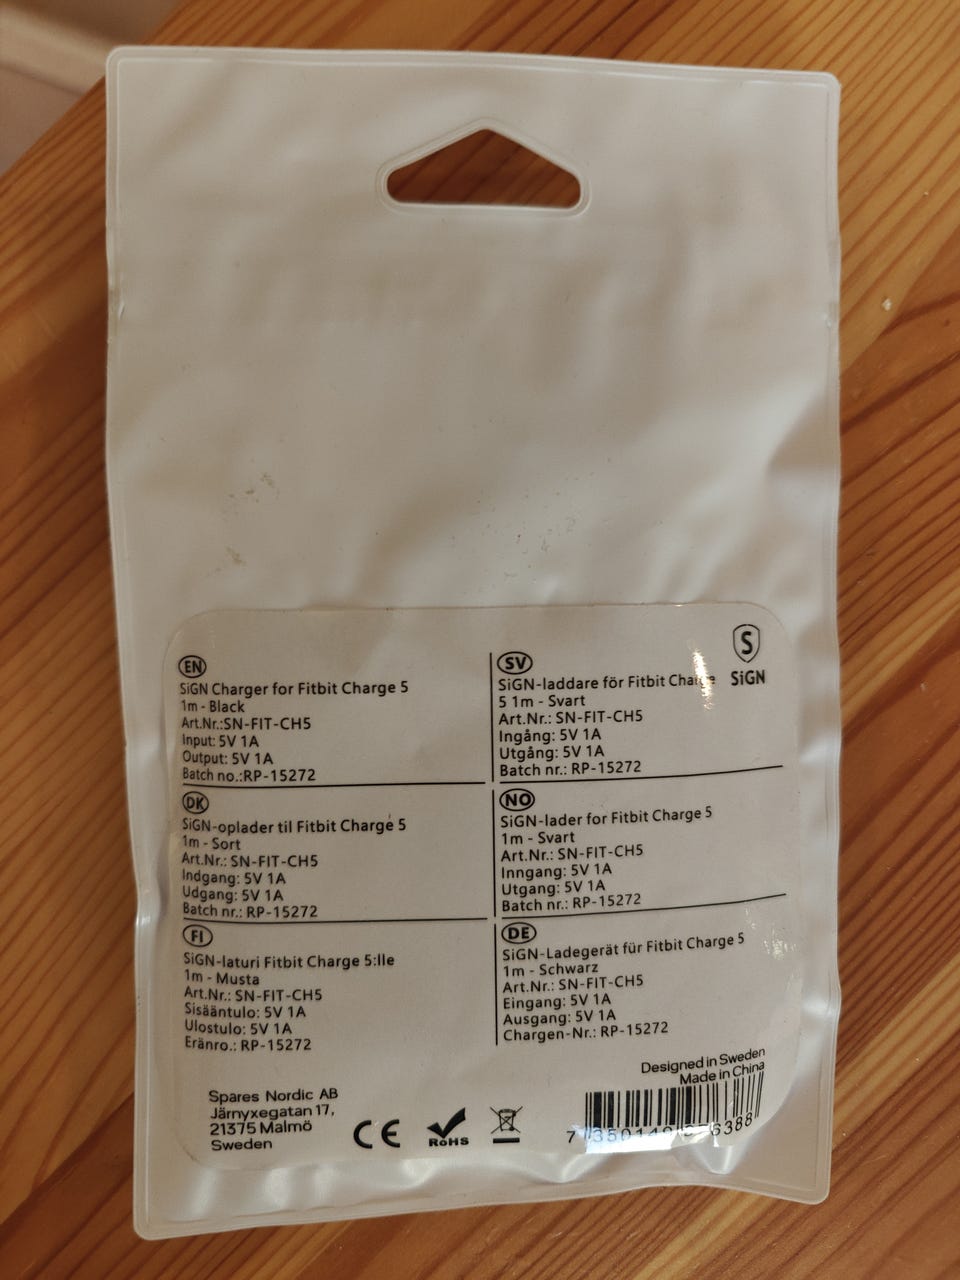 EN
SiGN Charger for Fitbit Charge 5
1m - Black
Art.Nr.:SN-FIT-CH5
Input: 5V 1A
Output: 5V 1A
Batch no.:RP-15272
SV
SiGN-laddare för Fitbit Charge
5 1m - Svart
Art.Nr.: SN-FIT-CH5
Ingång: 5V 1A
Utgång: 5V 1A
Batch nr.: RP-15272
S
SiGN
DK
SiGN-oplader til Fitbit Charge 5
1m - Sort
Art.Nr.: SN-FIT-CH5
Indgang: 5V 1A
Udgang: 5V 1A
Batch nr.: RP-15272
NO
SiGN-lader for Fitbit Charge 5
1m - Svart
Art.Nr.: SN-FIT-CH5
Inngang: 5V 1A
Utgang: 5V 1A
Batch nr.: RP-15272
FI
SiGN-laturi Fitbit Charge 5:lle
1m - Musta
Art.Nr.: SN-FIT-CH5
Sisääntulo: 5V 1A
Ulostulo: 5V 1A
Eränro.: RP-15272
DE
SiGN-Ladegerät für Fitbit Charge 5
1m - Schwarz
Art.Nr.: SN-FIT-CH5
Eingang: 5V 1A
Ausgang: 5V 1A
Chargen-Nr.: RP-15272
Spares Nordic AB
Järnyxegatan 17,
21375 Malmö
Sweden
CE
RoHS
Designed in Sweden
Made in China
7